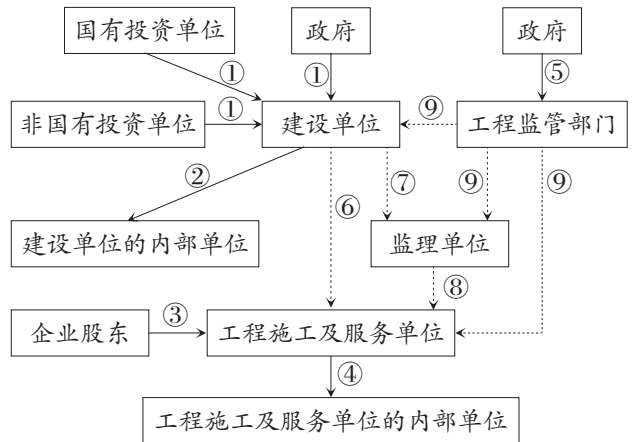 国有投资单位
政府
政府
①
①
⑤
非国有投资单位
①
建设单位
⑨
工程监管部门
②
⑥
⑦
⑨
⑨
建设单位的内部单位
监理单位
⑧
企业股东
③
工程施工及服务单位
④
工程施工及服务单位的内部单位